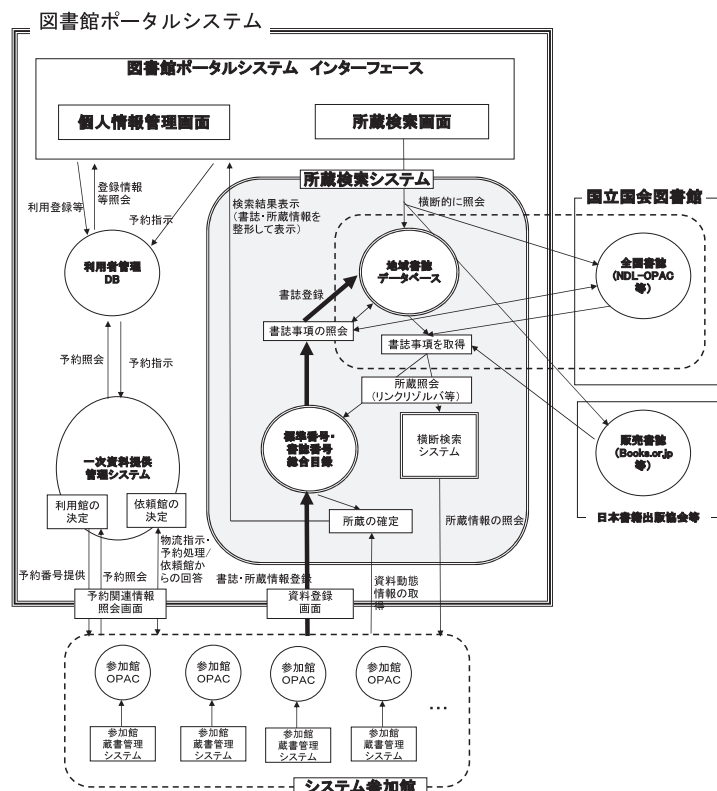 図書館ポータルシステム
図書館ポータルシステム インターフェース
個人情報管理画面
所蔵検索画面
所蔵検索システム
利用登録等
登録情報
等照会
予約指示
検索結果表示
(書誌・所蔵情報を
整形して表示)
横断的に照会
国立国会図書館
利用者管理
DB
地域書誌
データベース
全国書誌
(NDL-OPAC
等)
書誌登録
書誌事項の照会
書誌事項を取得
予約照会
予約指示
所蔵照会
(リンクリゾルバ等)
一次資料提供
管理システム
標準番号・
書誌番号
総合目録
横断検索
システム
販売書誌
(Books.or.jp
等)
日本書籍出版協会等
利用館の
決定
依頼館の
決定
所蔵の確定
所蔵情報の照会
物流指示・
予約処理/
依頼館か
らの回答
予約番号提供
予約照会
書誌・所蔵情報登録
資料動態
情報の取
得
予約関連情報
照会画面
資料登録
画面
参加館
OPAC
参加館
OPAC
参加館
OPAC
参加館
OPAC
…
参加館
蔵書管理
システム
参加館
蔵書管理
システム
参加館
蔵書管理
システム
参加館
蔵書管理
システム
システム参加館